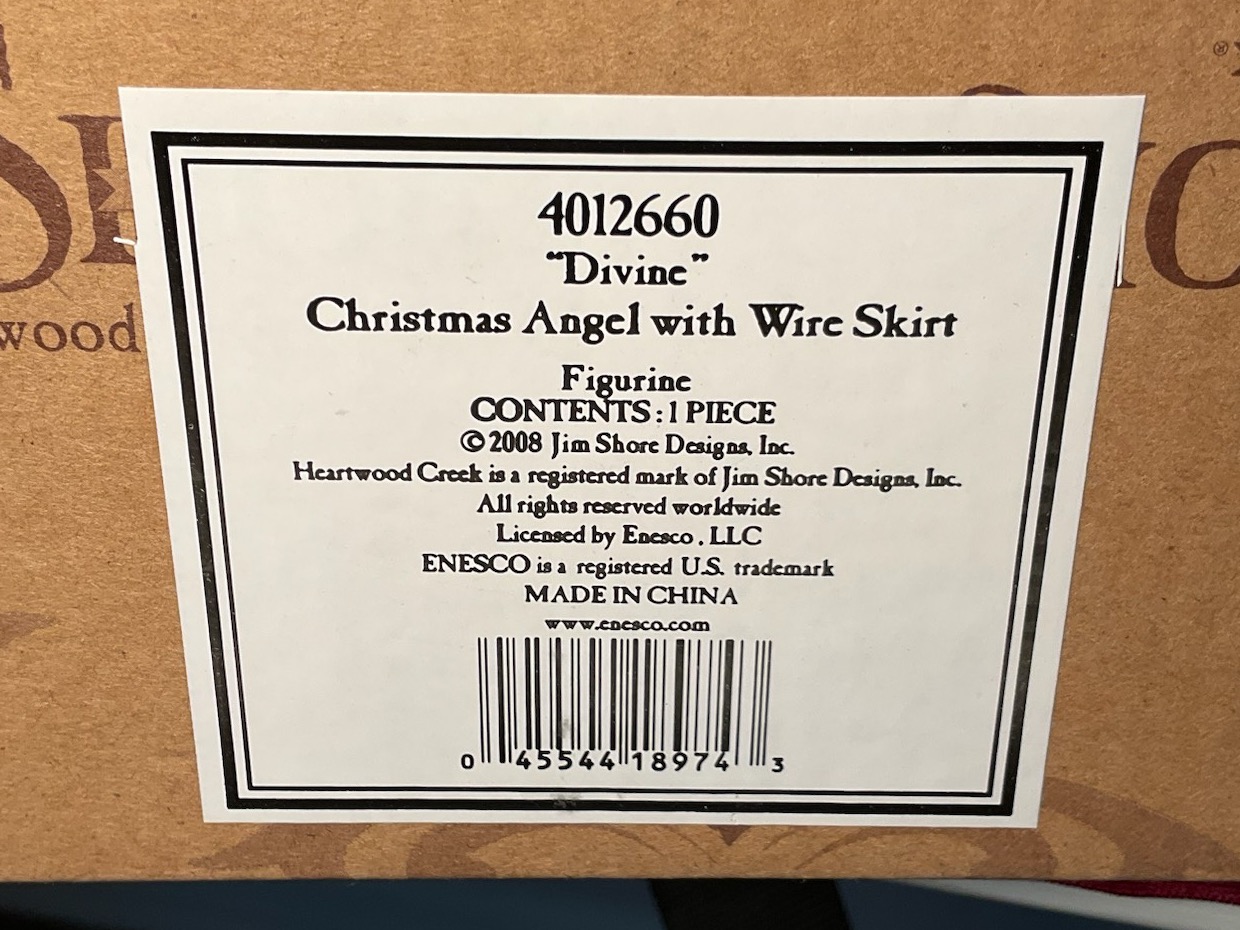 4012660
"Divine"
Christmas Angel with Wire Skirt
Figurine
CONTENTS : 1 PIECE
© 2008 Jim Shore Designs, Inc.
Heartwood Creek is a registered mark of Jim Shore Designs, Inc.
All rights reserved worldwide
Licensed by Enesco . LLC
ENESCO is a registered U.S. trademark
MADE IN CHINA
www.enesco.com
0 45544 18974 3
wood
®